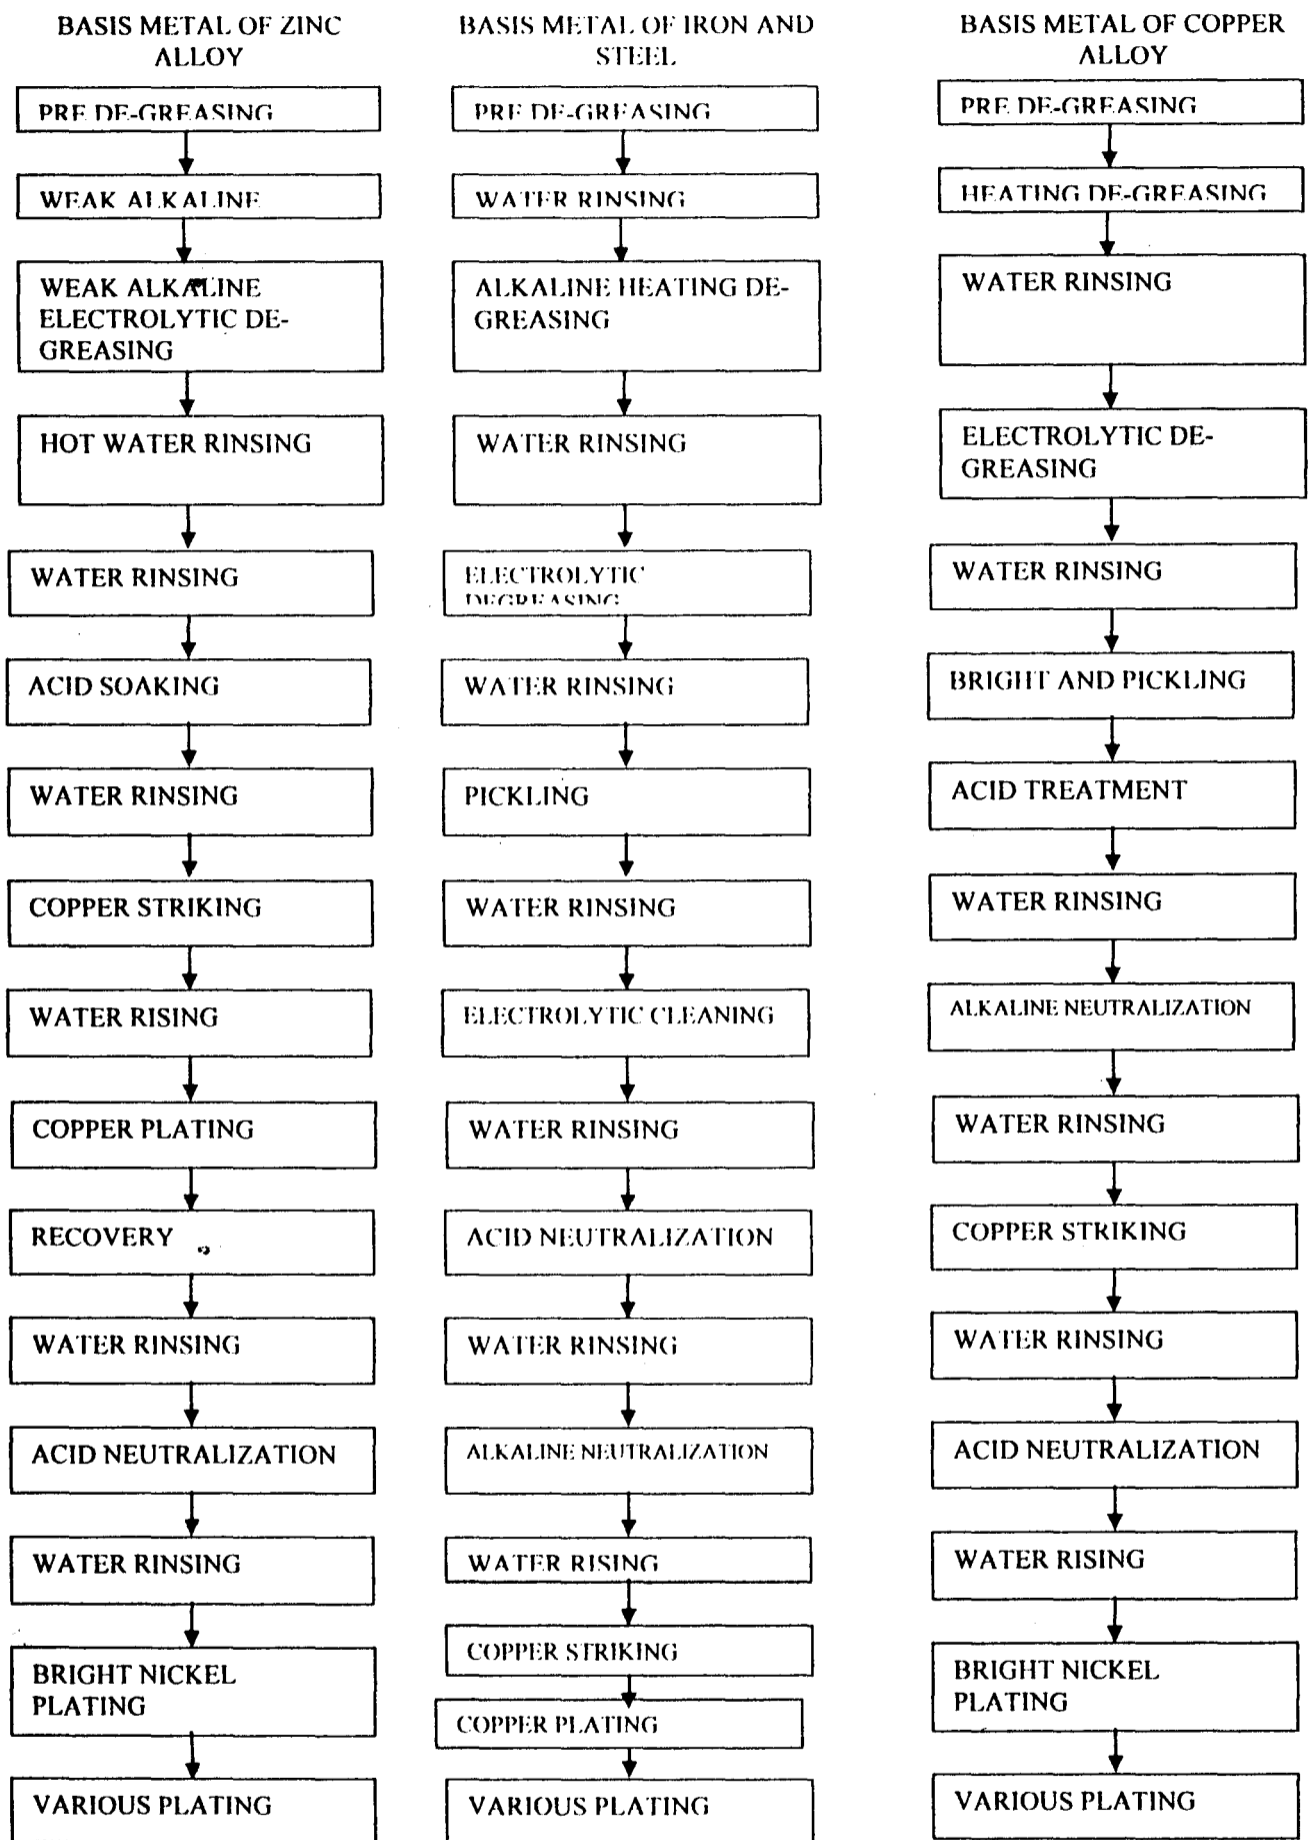 BASIS METAL OF ZINC
ALLOY
PRE DE-GREASING
WEAK ALKALINE
WEAK ALKALINE
ELECTROLYTIC DE-
GREASING
HOT WATER RINSING
WATER RINSING
ACID SOAKING
WATER RINSING
COPPER STRIKING
WATER RISING
COPPER PLATING
RECOVERY
WATER RINSING
ACID NEUTRALIZATION
WATER RINSING
BRIGHT NICKEL
PLATING
VARIOUS PLATING
BASIS METAL OF IRON AND
STEEL
PRE DE-GREASING
WATER RINSING
ALKALINE HEATING DE-
GREASING
WATER RINSING
ELECTROLYTIC
DEGREASING
WATER RINSING
PICKLING
WATER RINSING
ELECTROLYTIC CLEANING
WATER RINSING
ACID NEUTRALIZATION
WATER RINSING
ALKALINE NEUTRALIZATION
WATER RISING
COPPER STRIKING
COPPER PLATING
VARIOUS PLATING
BASIS METAL OF COPPER
ALLOY
PRE DE-GREASING
HEATING DE-GREASING
WATER RINSING
ELECTROLYTIC DE-
GREASING
WATER RINSING
BRIGHT AND PICKLING
ACID TREATMENT
WATER RINSING
ALKALINE NEUTRALIZATION
WATER RINSING
COPPER STRIKING
WATER RINSING
ACID NEUTRALIZATION
WATER RISING
BRIGHT NICKEL
PLATING
VARIOUS PLATING